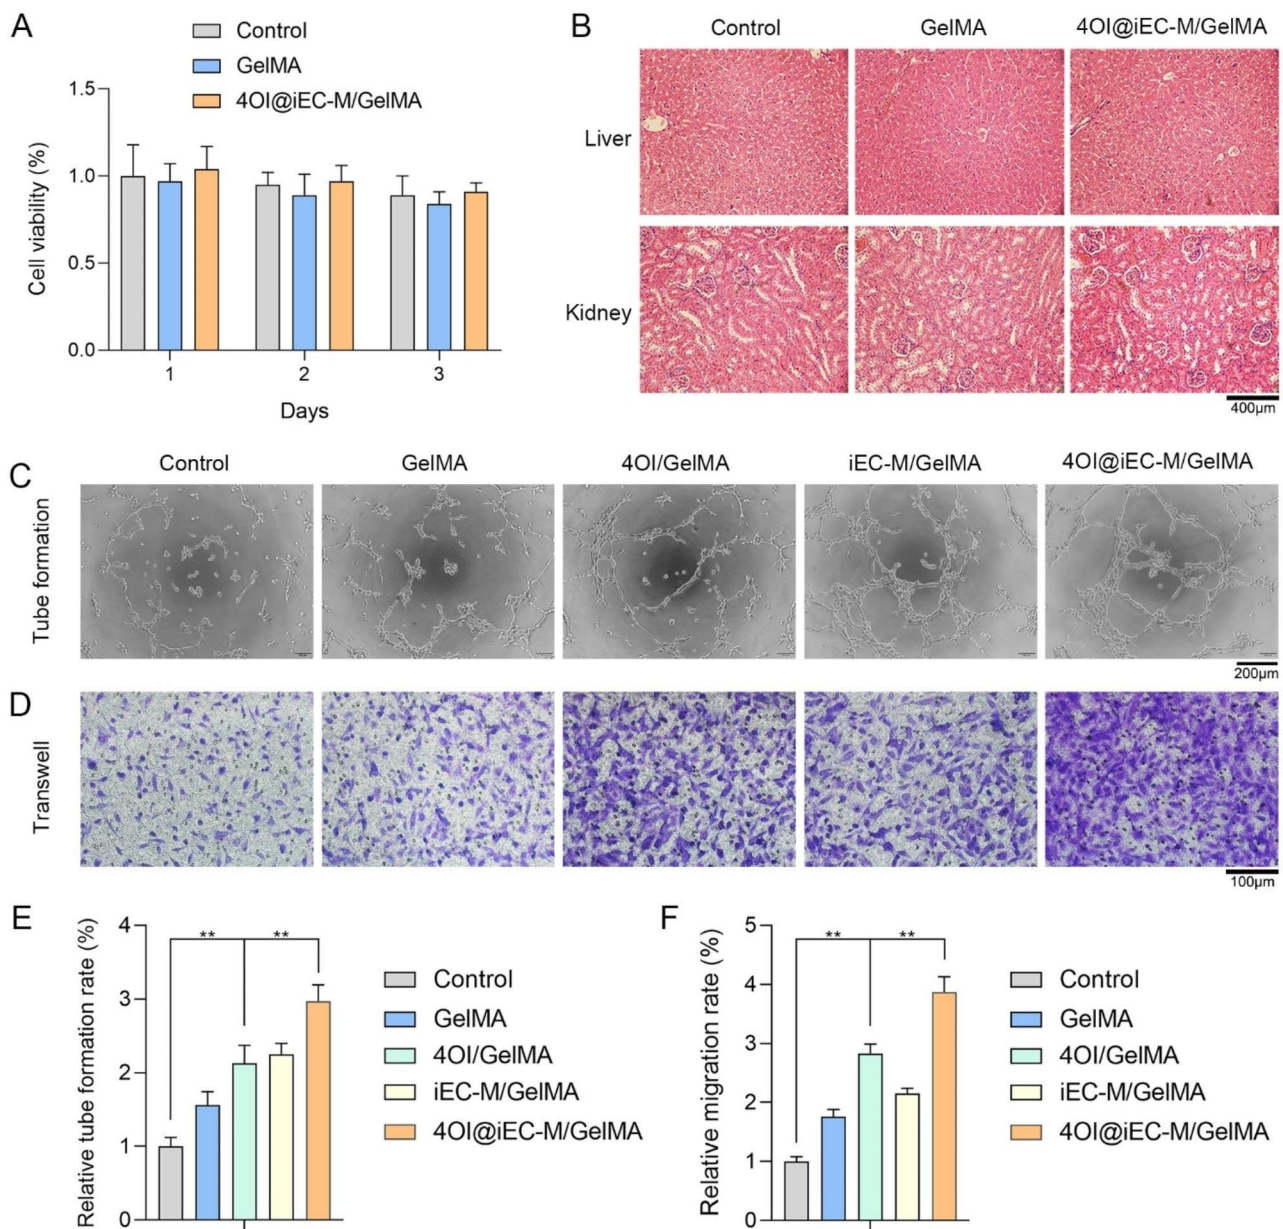 A
Control
GelMA
4OI@iEC-M/GelMA
Cell viability (%)
1.5
1.0
0.5
0.0
1 2 3
Days
B
Control GelMA 4OI@iEC-M/GelMA
Liver
Kidney
400μm
C
Control GelMA 4OI/GelMA iEC-M/GelMA 4OI@iEC-M/GelMA
Tube formation
200μm
D
Transwell
100μm
E
Relative tube formation rate (%)
4
3
2
1
0
** **
Control
GelMA
4OI/GelMA
iEC-M/GelMA
4OI@iEC-M/GelMA
F
Relative migration rate (%)
5
4
3
2
1
0
** **
Control
GelMA
4OI/GelMA
iEC-M/GelMA
4OI@iEC-M/GelMA